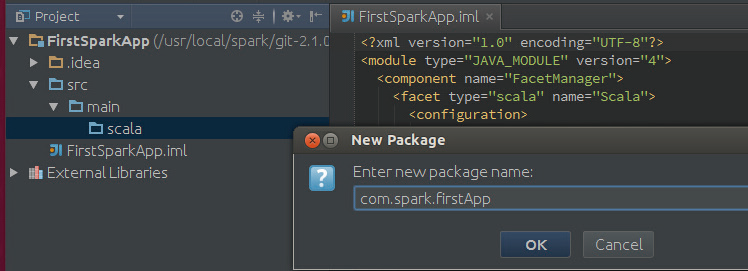 Project
FirstSparkApp.iml ×
FirstSparkApp (/usr/local/spark/git-2.1.0
.idea
src
main
scala
FirstSparkApp.iml
External Libraries
<?xml version="1.0" encoding="UTF-8"?>
<module type="JAVA_MODULE" version="4">
<component name="FacetManager">
<facet type="scala" name="Scala">
<configuration>
New Package
Enter new package name:
com.spark.firstApp
OK
Cancel